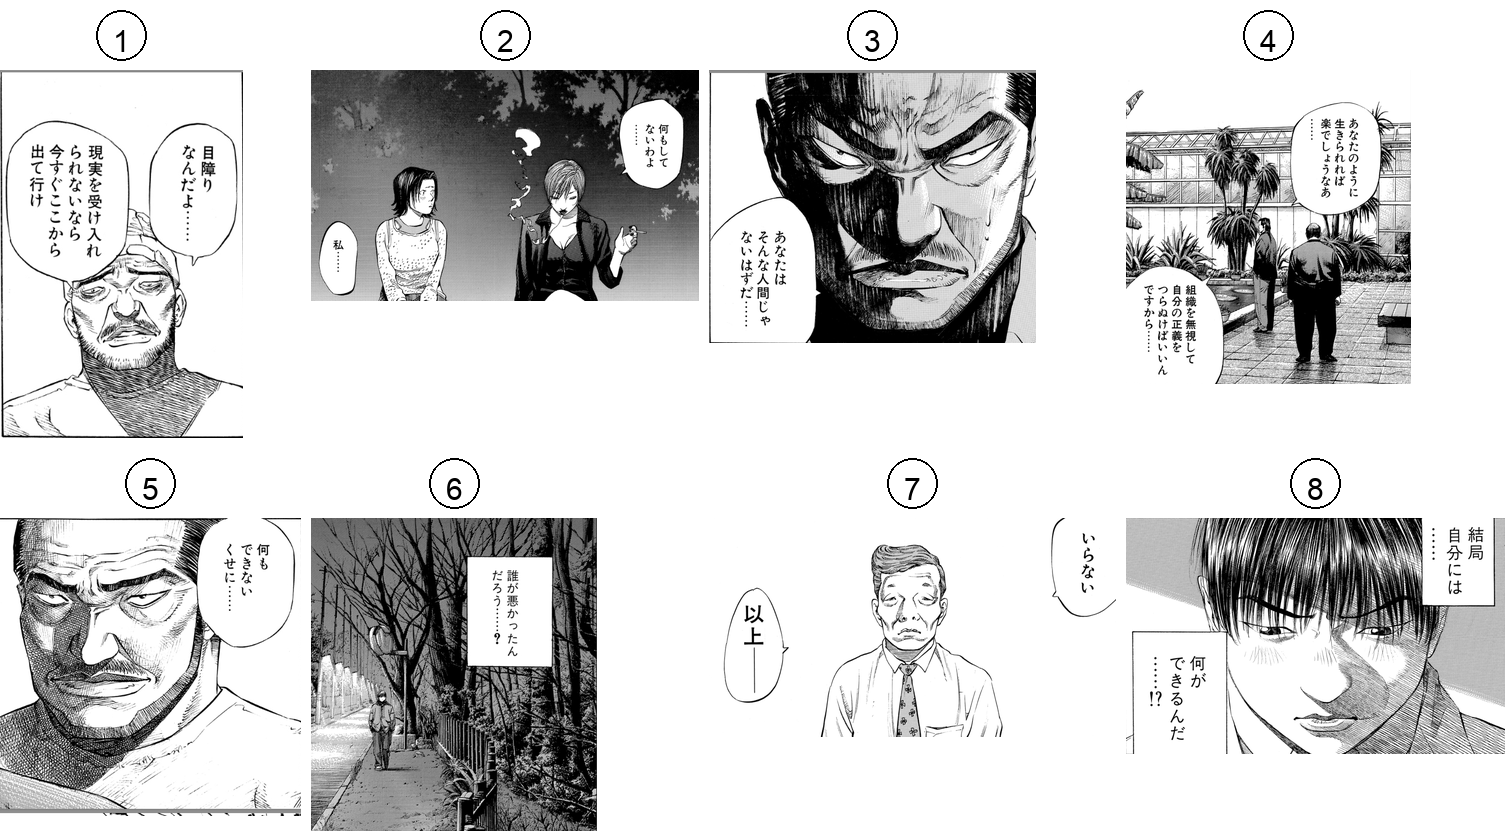 1
目障り
なんだよ……
現実を受け入れ
られないなら
今すぐここから
出て行け
2
何もして
ないわよ
……
私……
3
あなたは
そんな人間じゃ
ないはずだ……
4
あなたのように
生きられれば
楽でしょうなあ
……
組織を無視して
自分の正義を
つらぬけばいいん
ですから……
5
何も
できない
くせに……
6
誰が悪かったん
だろう……?
7
いらない
以上—
8
結局
自分には
……
何が
できるんだ
……!?